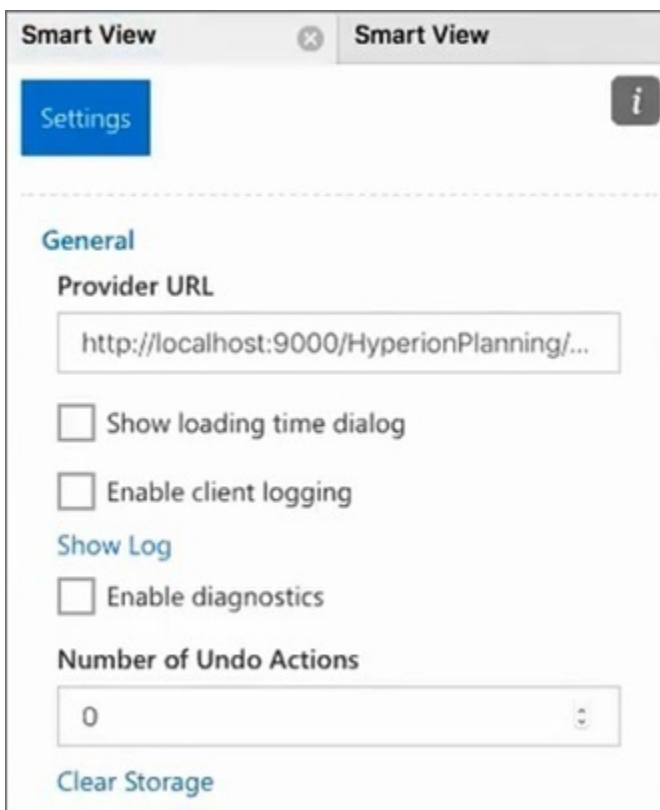 Smart View
Smart View
Settings
i
General
Provider URL
http://localhost:9000/HyperionPlanning/...
Show loading time dialog
Enable client logging
Show Log
Enable diagnostics
Number of Undo Actions
0
Clear Storage